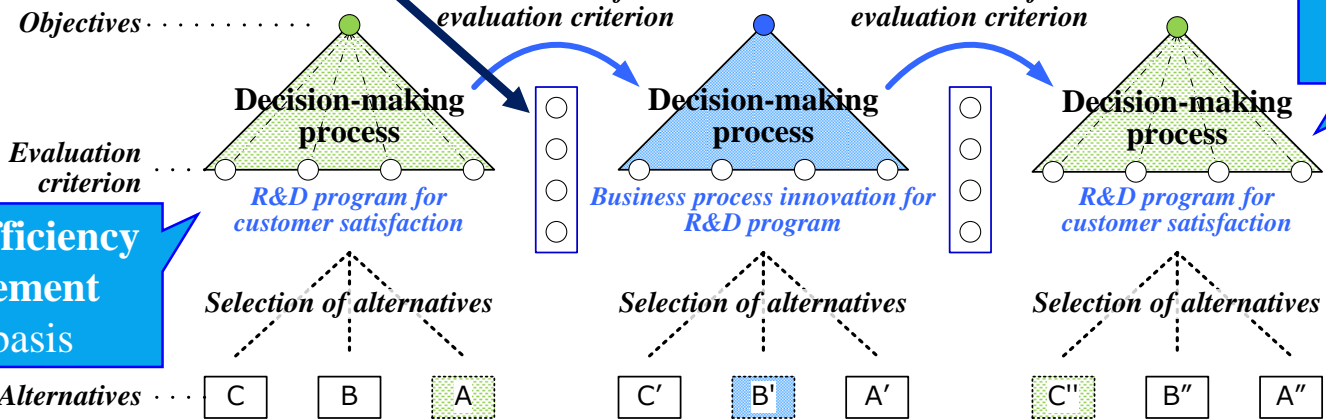 evaluation criterion
evaluation criterion
Objectives
Decision-making
process
Decision-making
process
Decision-making
process
Evaluation
criterion
R&D program for
customer satisfaction
Business process innovation for
R&D program
R&D program for
customer satisfaction
basis
Selection of alternatives
Selection of alternatives
Selection of alternatives
Alternatives
C
B
A
C′
B'
A′
C''
B″
A″